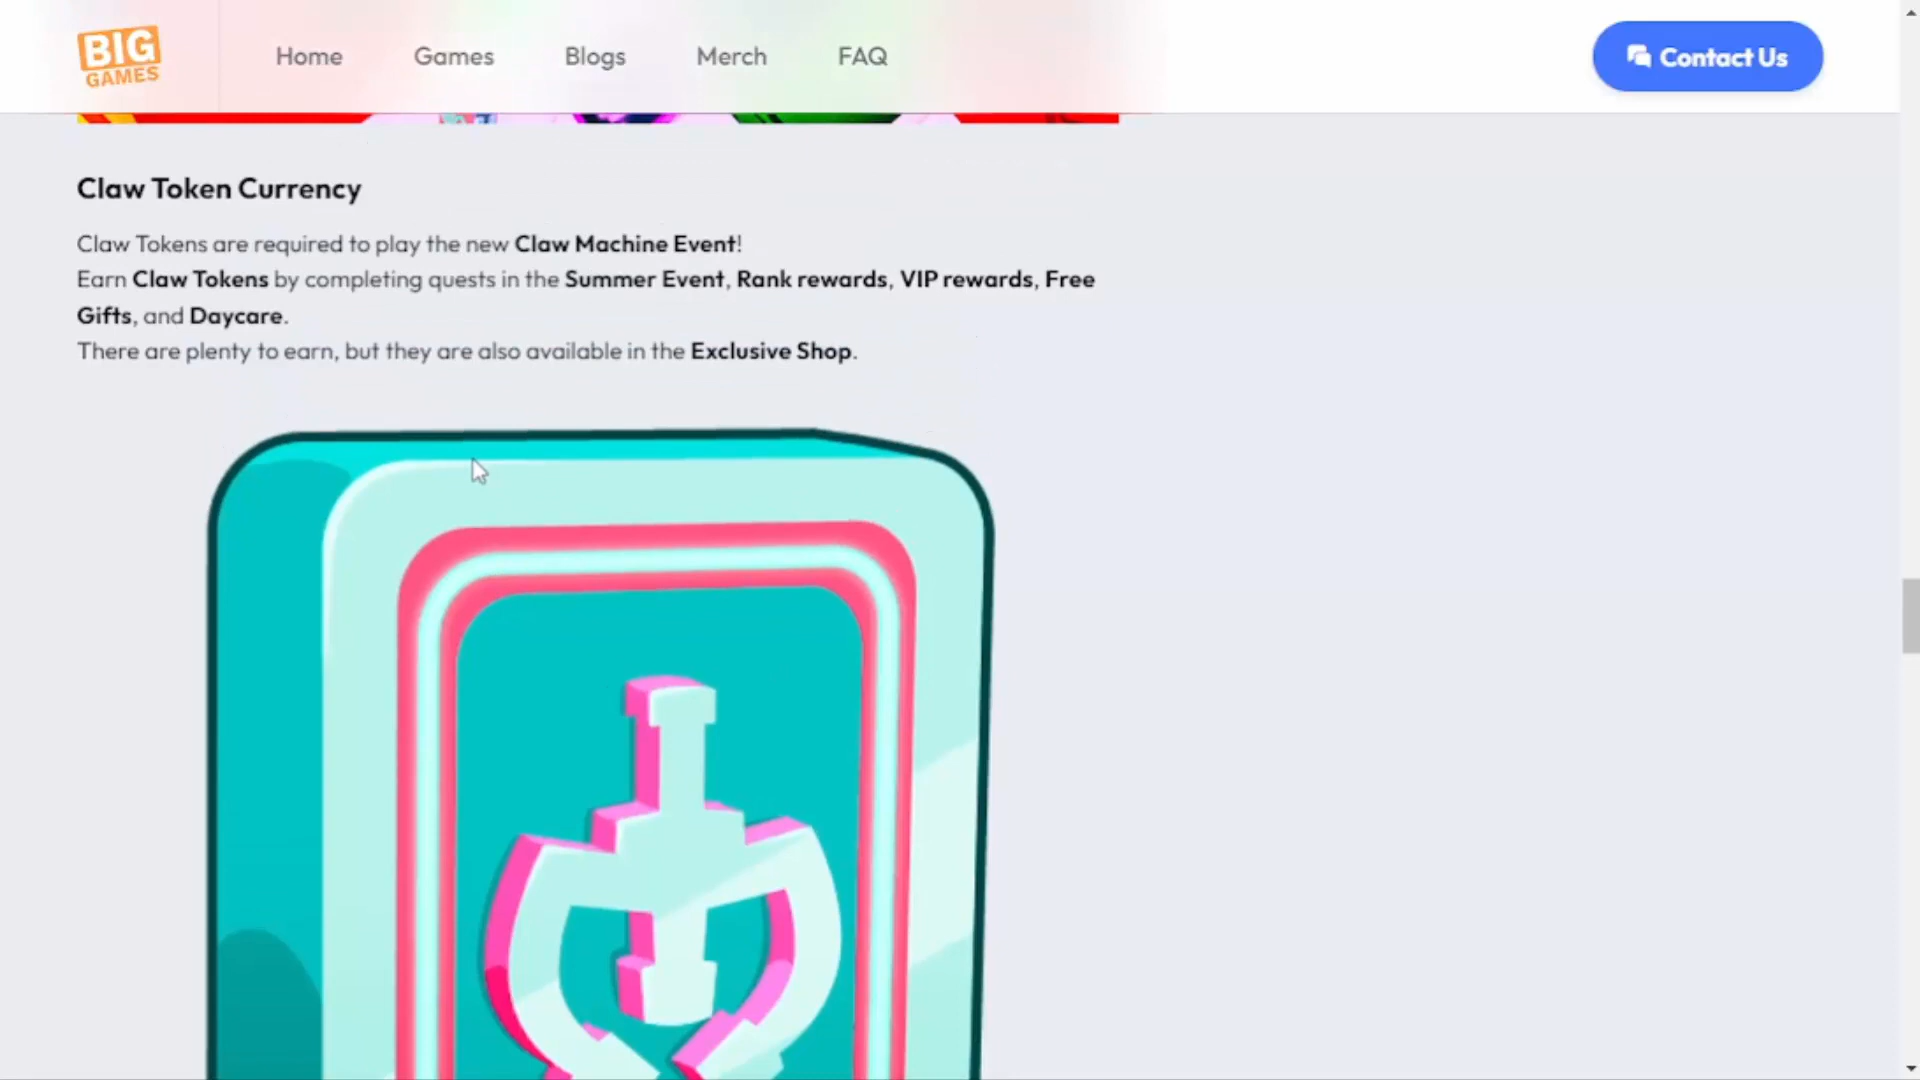 BIG
GAMES
Home
Games
Blogs
Merch
FAQ
Contact Us
Claw Token Currency
Claw Tokens are required to play the new Claw Machine Event!
Earn Claw Tokens by completing quests in the Summer Event, Rank rewards, VIP rewards, Free
Gifts, and Daycare.
There are plenty to earn, but they are also available in the Exclusive Shop.